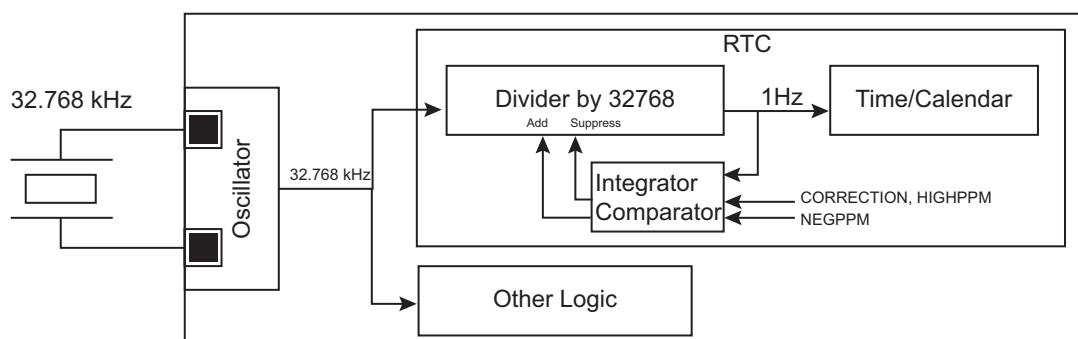 RTC
32.768 kHz
Divider by 32768
Add Suppress
1Hz
Time/Calendar
Oscillator
32.768 kHz
Integrator
Comparator
CORRECTION, HIGHPPM
NEGPPM
Other Logic